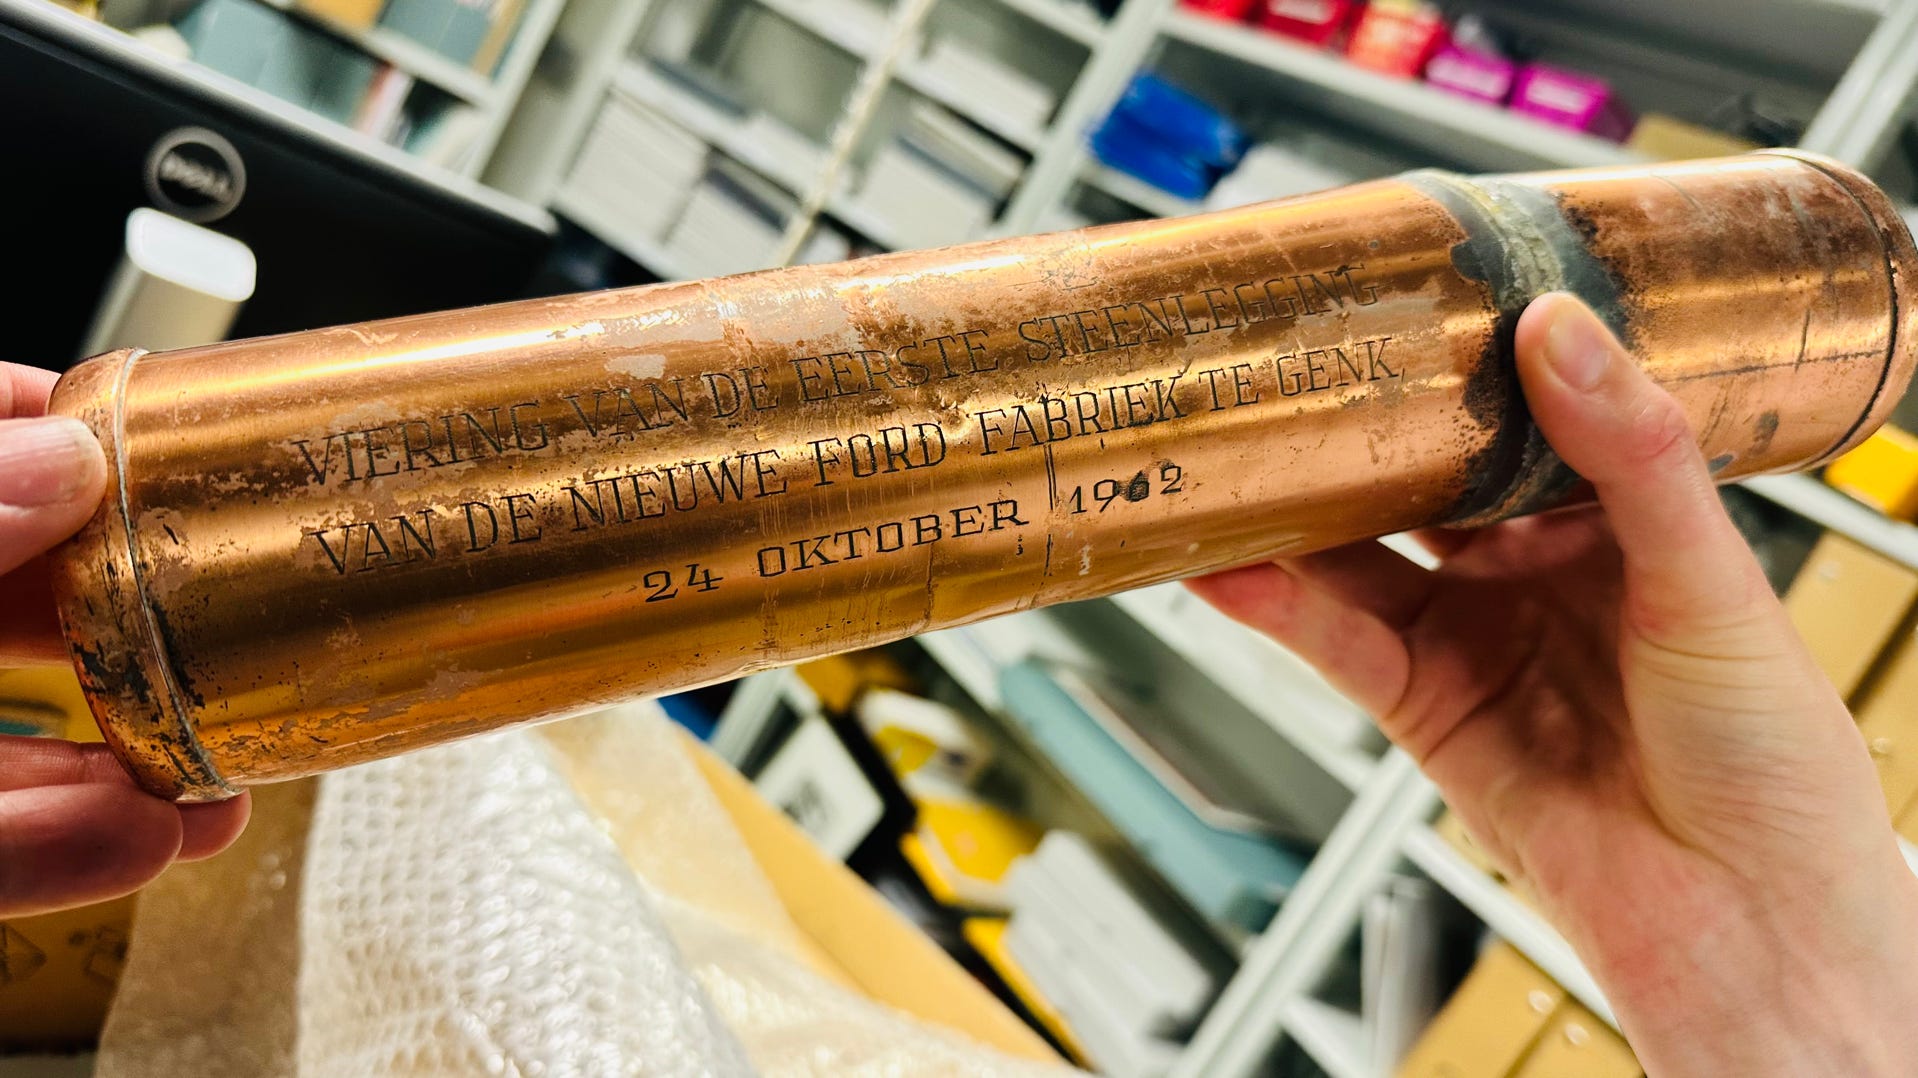 DELL
VIERING VAN DE EERSTE STEENLEGGING
VAN DE NIEUWE FORD FABRIEK TE GENK,
24 OKTOBER 1962